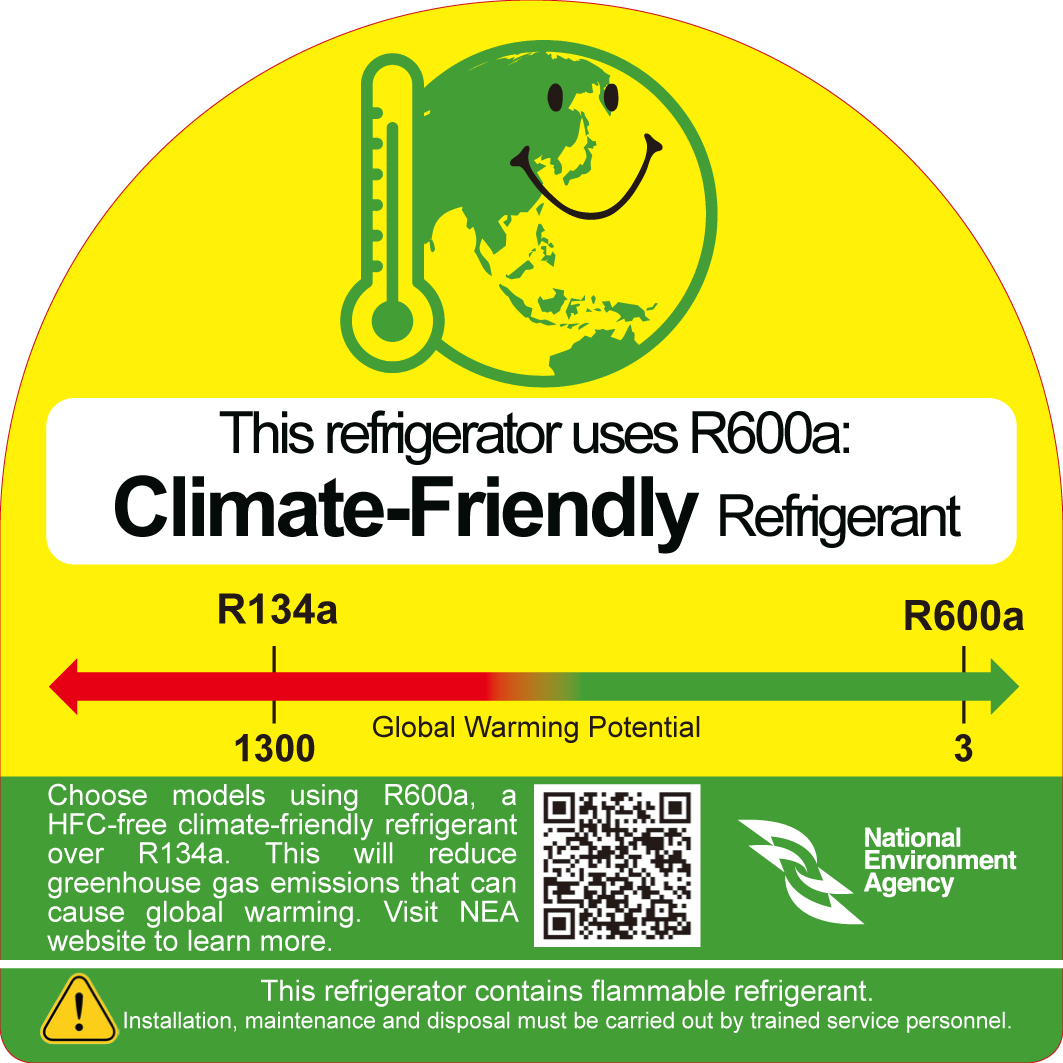 This refrigerator uses R600a:
Climate-Friendly Refrigerant
R134a
R600a
Global Warming Potential
1300
3
Choose models using R600a, a
HFC-free climate-friendly refrigerant
over R134a. This will reduce
greenhouse gas emissions that can
cause global warming. Visit NEA
website to learn more.
National
Environment
Agency
This refrigerator contains flammable refrigerant.
Installation, maintenance and disposal must be carried out by trained service personnel.